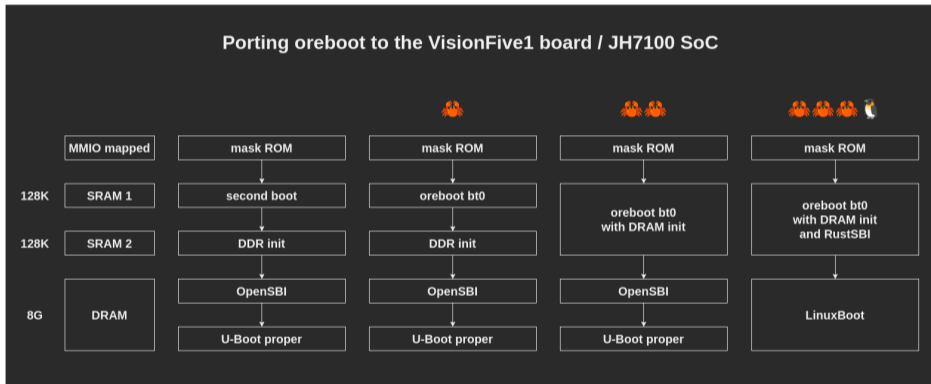 Porting oreboot to the VisionFive1 board / JH7100 SoC
MMIO mapped
mask ROM
mask ROM
mask ROM
mask ROM
128K
SRAM 1
second boot
oreboot bt0
oreboot bt0
with DRAM init
oreboot bt0
with DRAM init
and RustSBI
128K
SRAM 2
DDR init
DDR init
8G
DRAM
OpenSBI
OpenSBI
OpenSBI
LinuxBoot
U-Boot proper
U-Boot proper
U-Boot proper